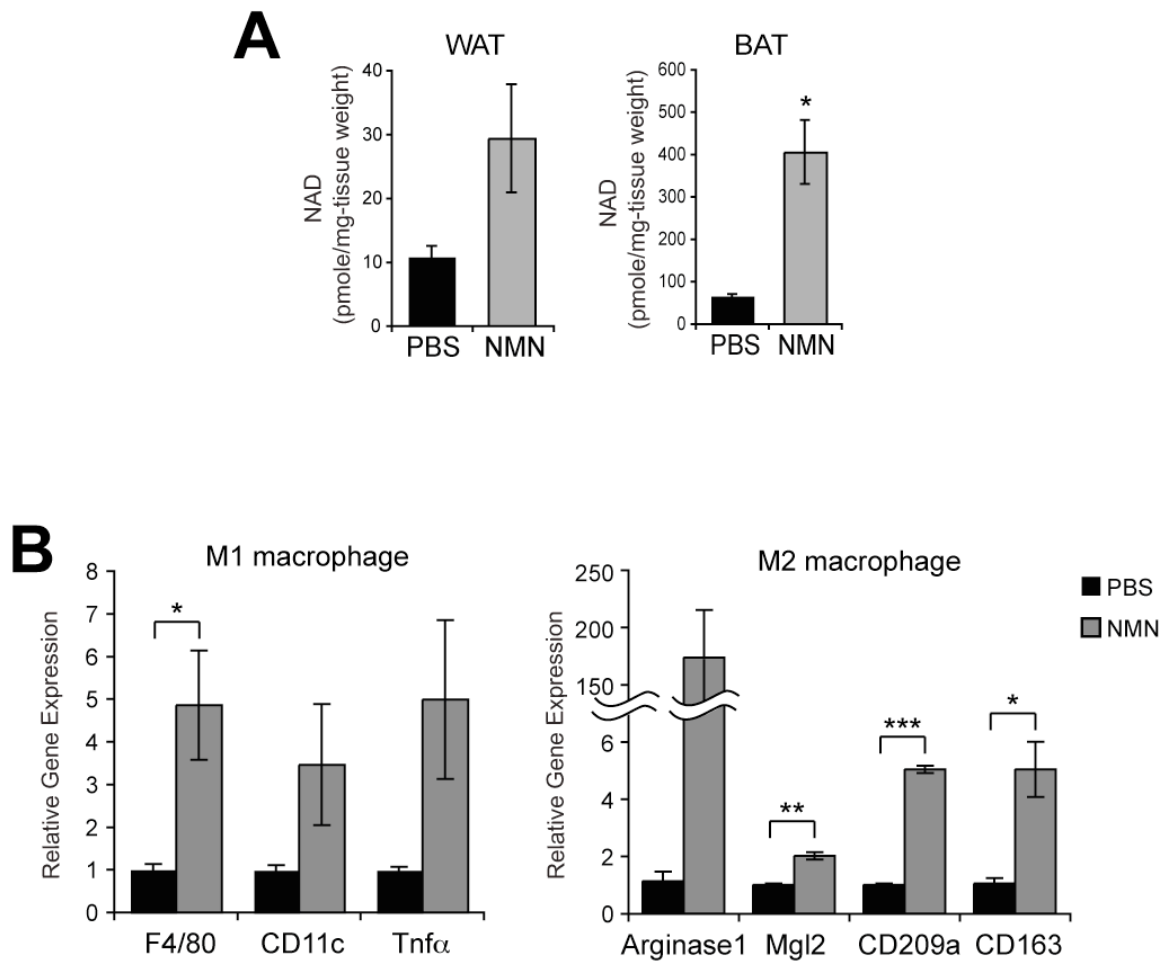 A
WAT
BAT
NAD
(pmole/mg-tissue weight)
40
30
20
10
0
PBS NMN
NAD
(pmole/mg-tissue weight)
600
500
400
300
200
100
0
*
PBS NMN
B
M1 macrophage
Relative Gene Expression
8
7
6
5
4
3
2
1
0
*
F4/80 CD11c Tnfα
M2 macrophage
Relative Gene Expression
250
200
150
6
4
2
0
**
***
*
Arginase1 Mgl2 CD209a CD163
PBS
NMN